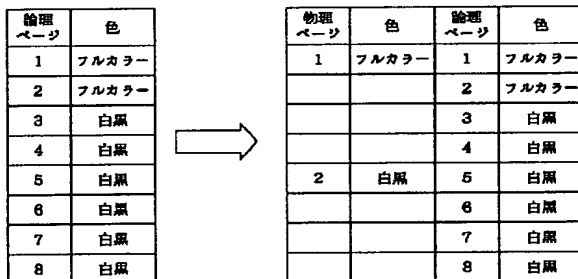 論理ページ 色
1 フルカラー
2 フルカラー
3 白黒
4 白黒
5 白黒
6 白黒
7 白黒
8 白黒
物理ページ 色 論理ページ 色
1 フルカラー 1 フルカラー
2 フルカラー
3 白黒
4 白黒
2 白黒 5 白黒
6 白黒
7 白黒
8 白黒